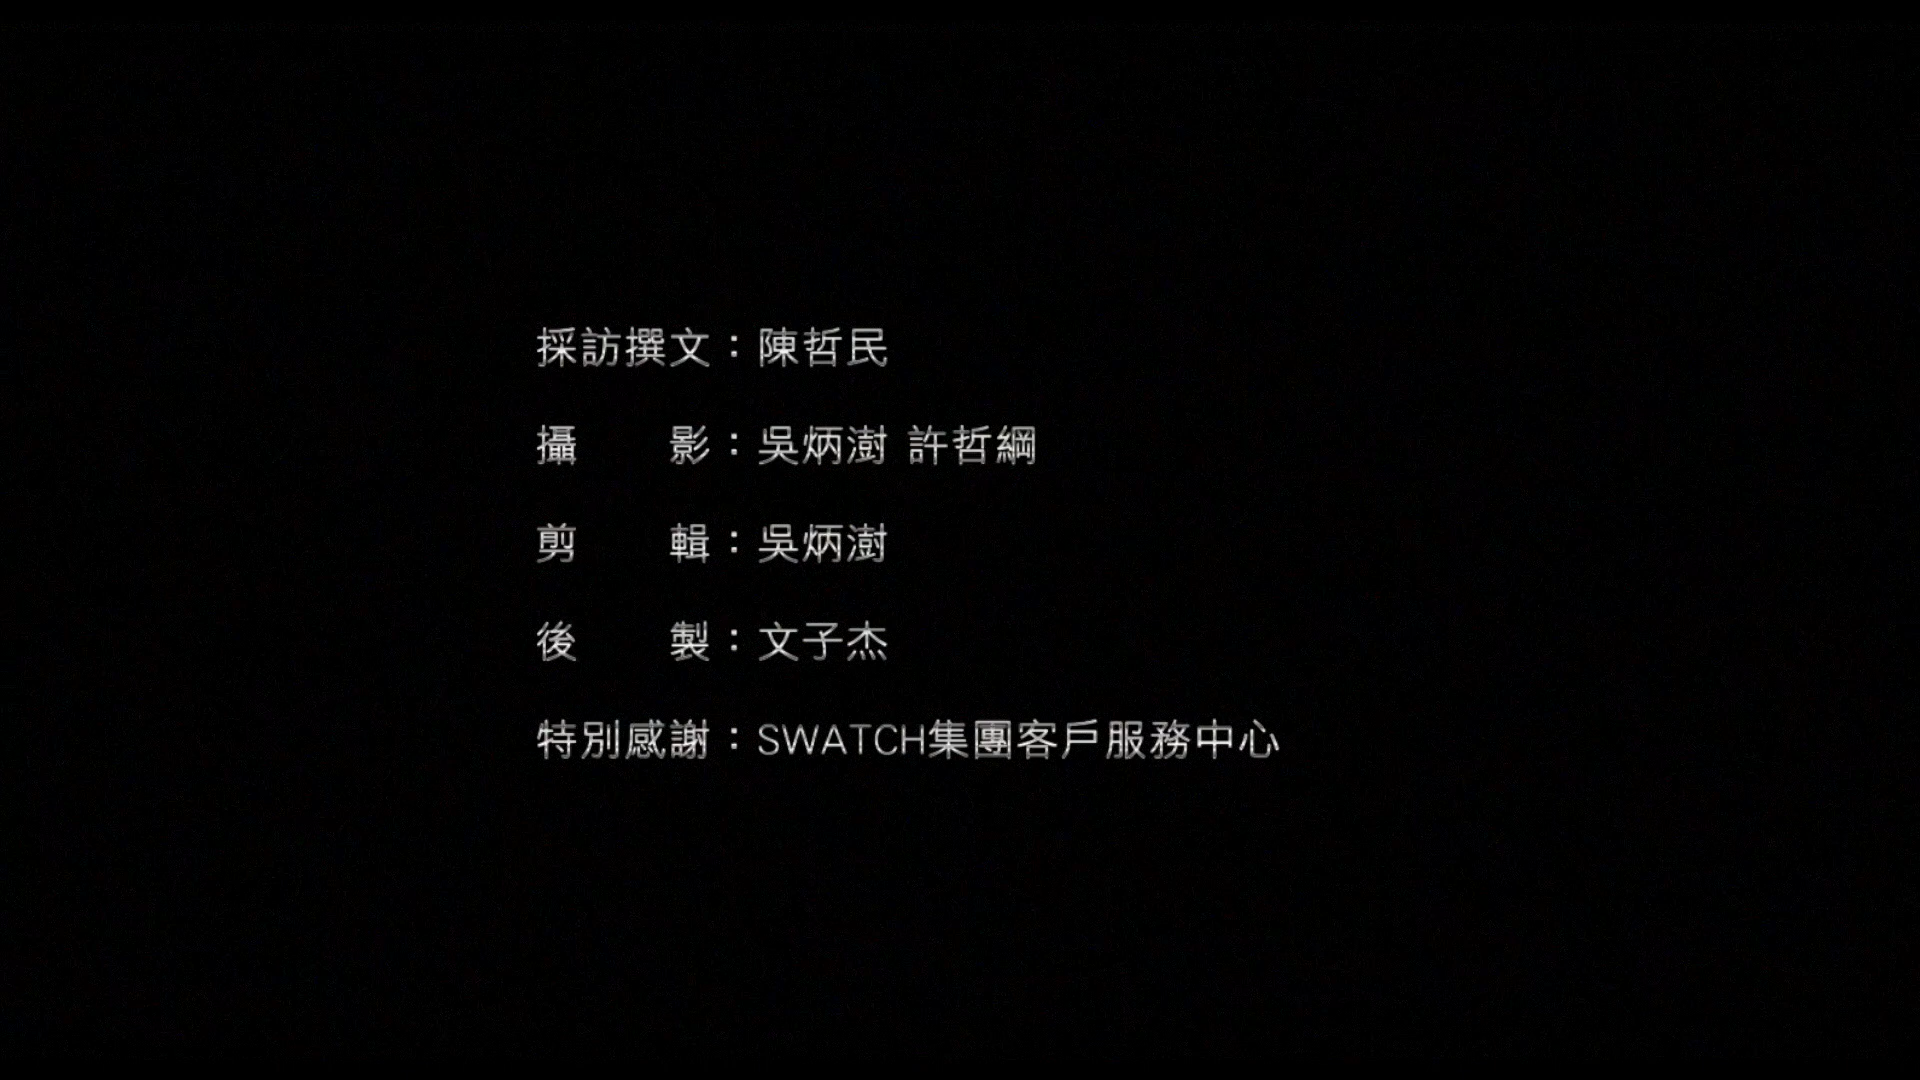 採訪撰文：陳哲民
攝　　影：吳炳澍 許哲綱
剪　　輯：吳炳澍
後　　製：文子杰
特別感謝：SWATCH集團客戶服務中心